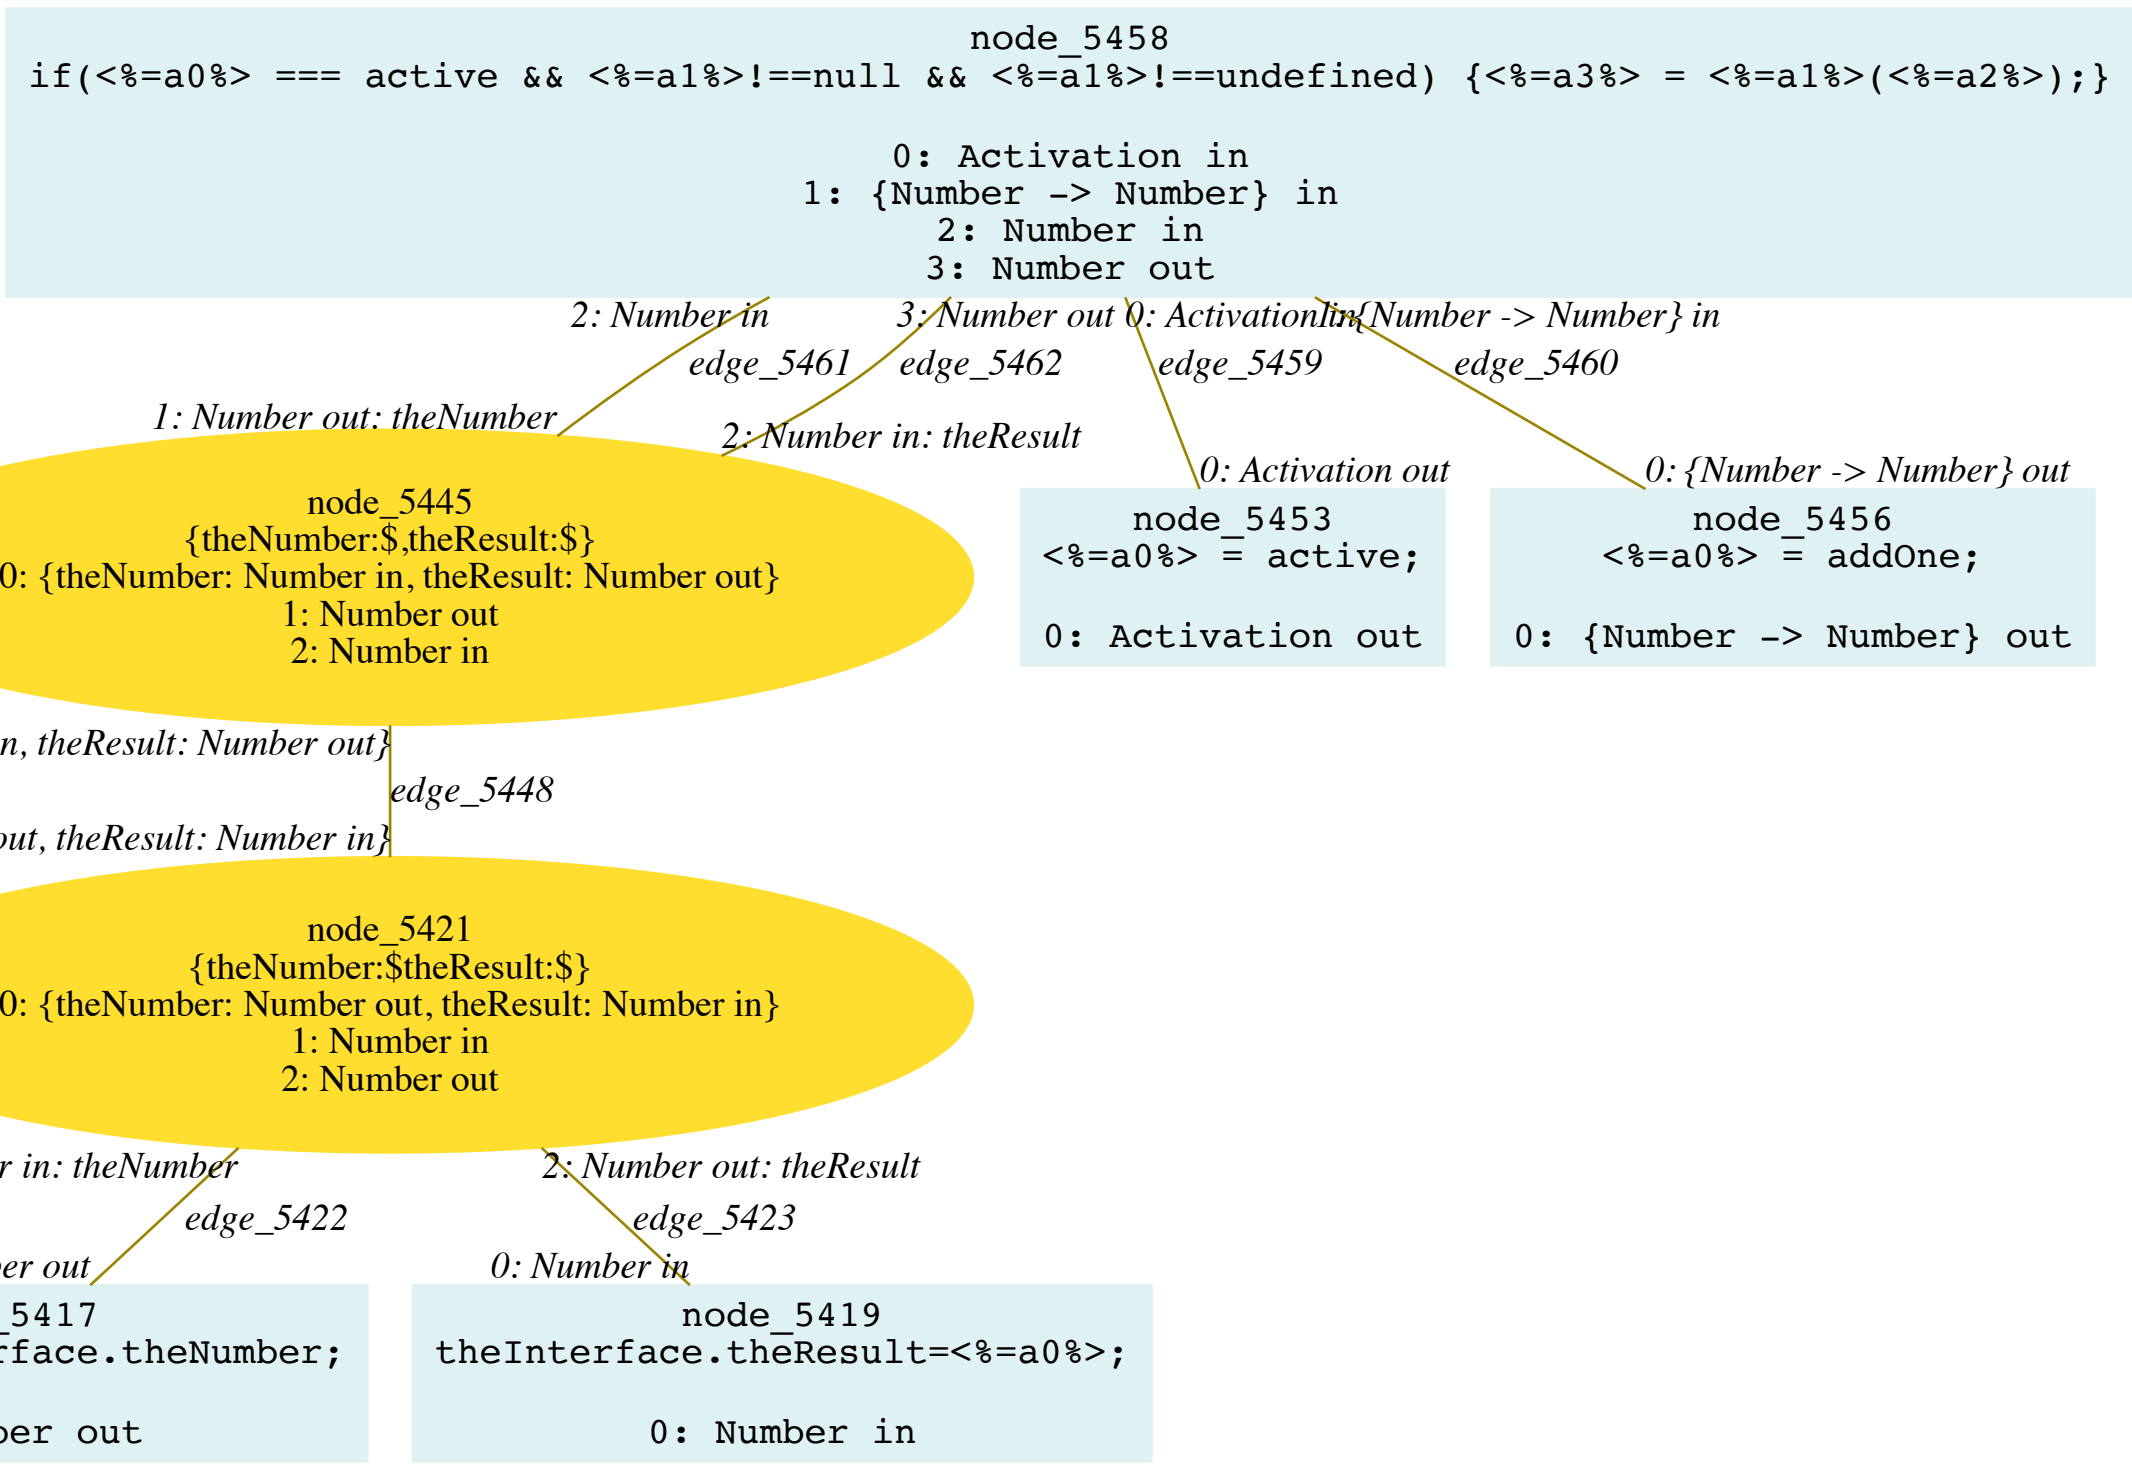 node_5458
if(<%=a0%> === active && <%=a1%>!==null && <%=a1%>!==undefined) {<%=a3%> = <%=a1%>(<%=a2%>);}
0: Activation in
1: {Number -> Number} in
2: Number in
3: Number out
2: Number in
3: Number out
0: Activation in
1: {Number -> Number} in
edge_5461
edge_5462
edge_5459
edge_5460
1: Number out: theNumber
2: Number in: theResult
0: Activation out
0: {Number -> Number} out
node_5445
{theNumber:$,theResult:$}
0: {theNumber: Number in, theResult: Number out}
1: Number out
2: Number in
node_5453
<%=a0%> = active;
0: Activation out
node_5456
<%=a0%> = addOne;
0: {Number -> Number} out
n, theResult: Number out}
edge_5448
out, theResult: Number in}
node_5421
{theNumber:$theResult:$}
0: {theNumber: Number out, theResult: Number in}
1: Number in
2: Number out
r in: theNumber
2: Number out: theResult
edge_5422
edge_5423
er out
0: Number in
_5417
rface.theNumber;
ber out
node_5419
theInterface.theResult=<%=a0%>;
0: Number in